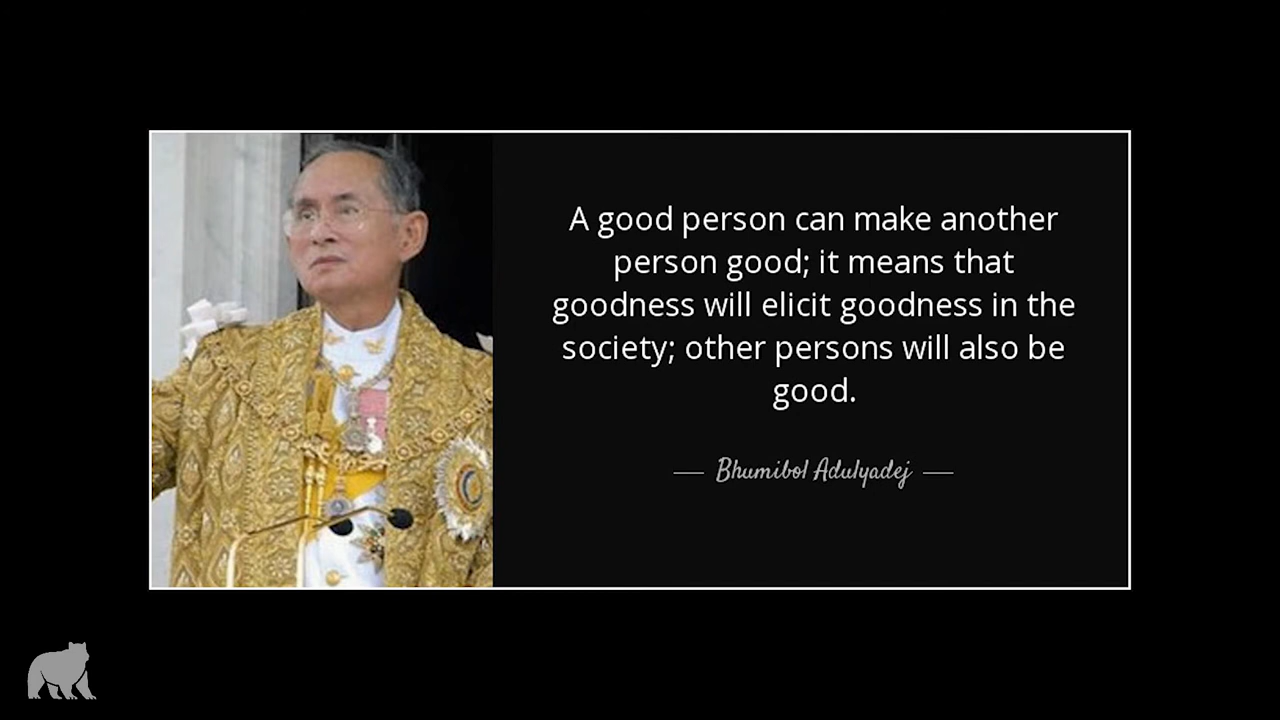 A good person can make another
person good; it means that
goodness will elicit goodness in the
society; other persons will also be
good.
Bhumibol Adulyadej